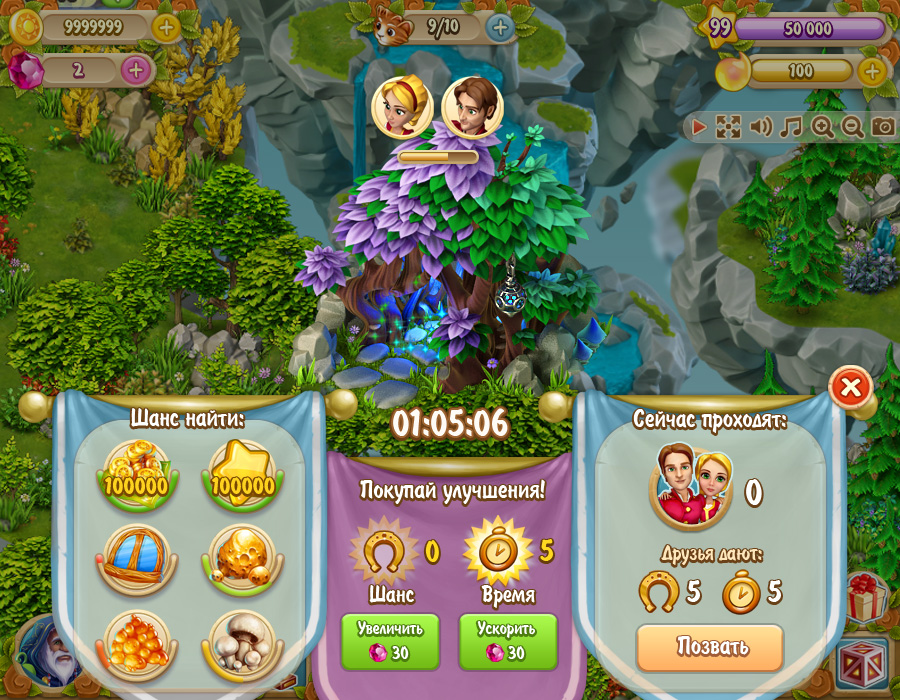 9999999
9/10
99
50 000
2
100
Шанс найти:
100000
100000
01:05:06
Покупай улучшения!
0
5
Шанс
Время
Увеличить
30
Ускорить
30
Сейчас проходят:
0
Друзья дают:
5
5
Позвать